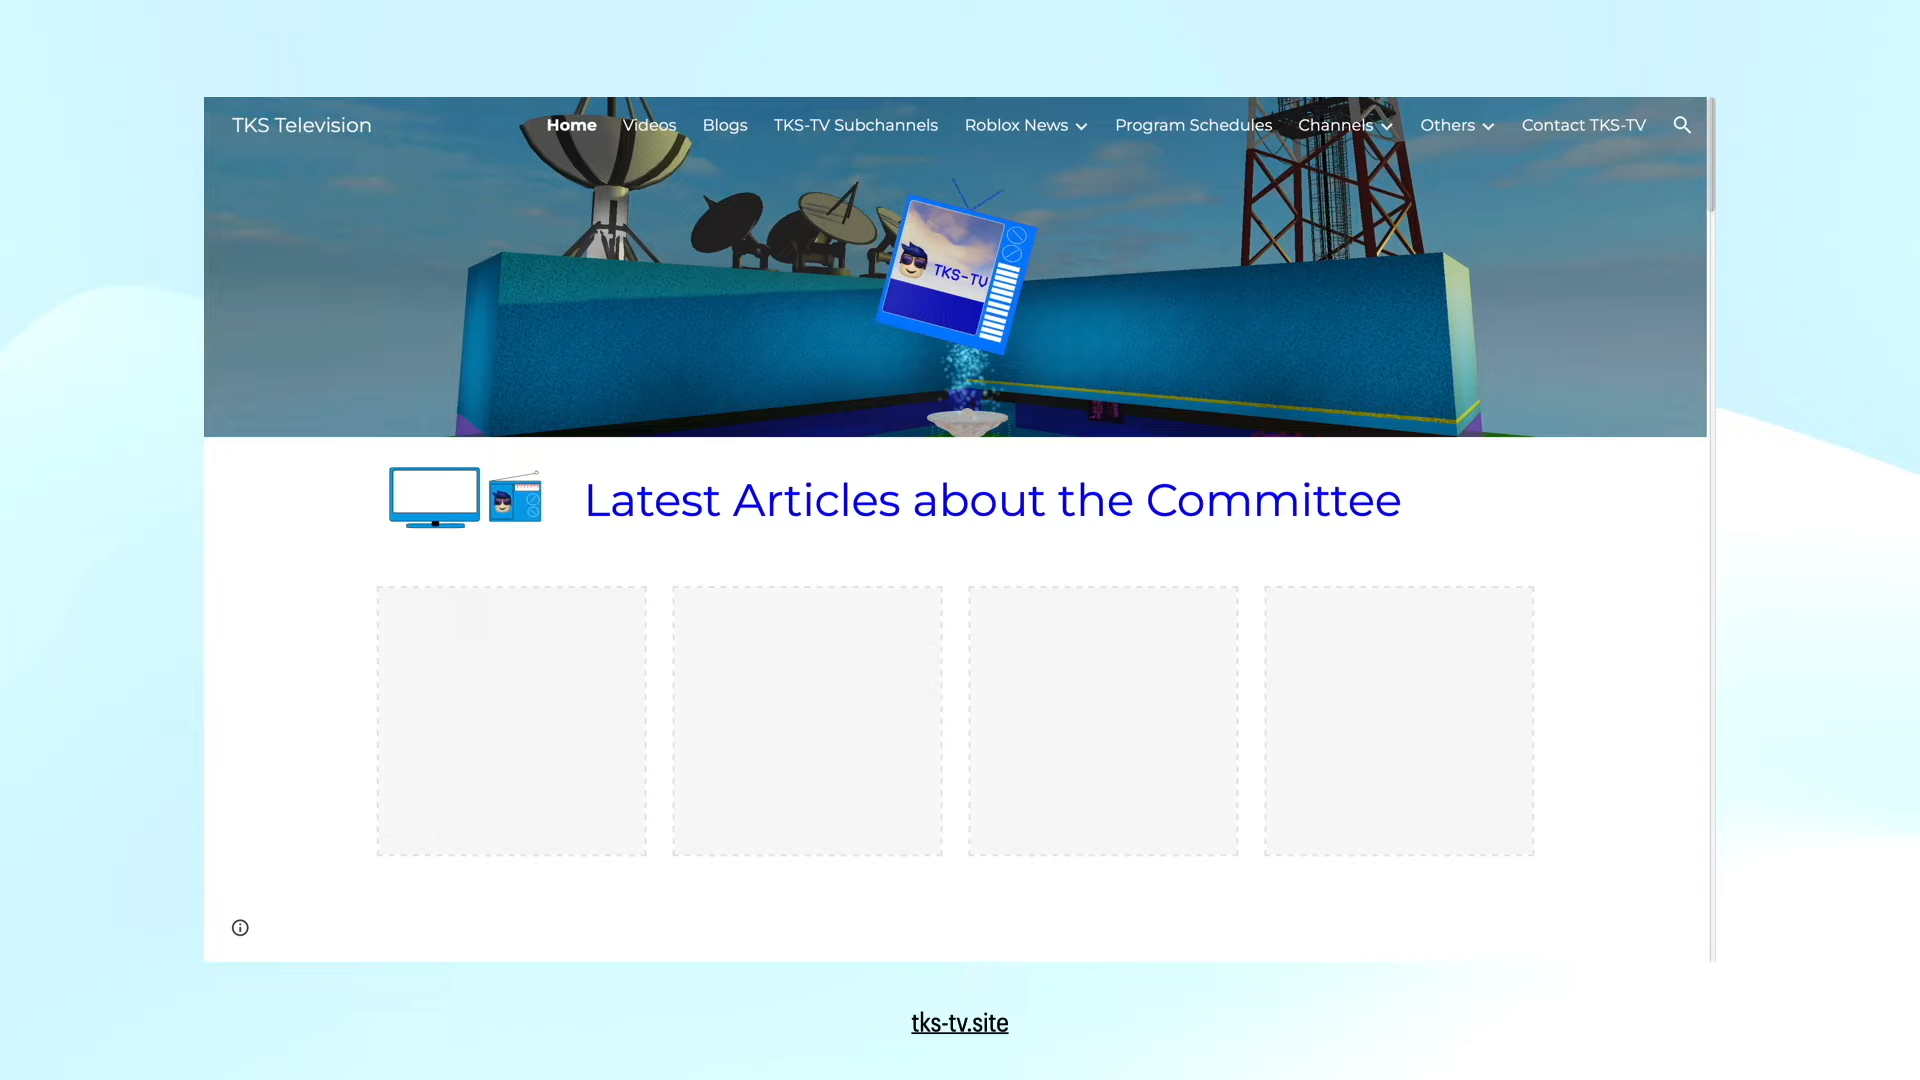 TKS Television
Home Videos Blogs TKS-TV Subchannels Roblox News Program Schedules Channels Others Contact TKS-TV
TKS-TV
Latest Articles about the Committee
tks-tv.site